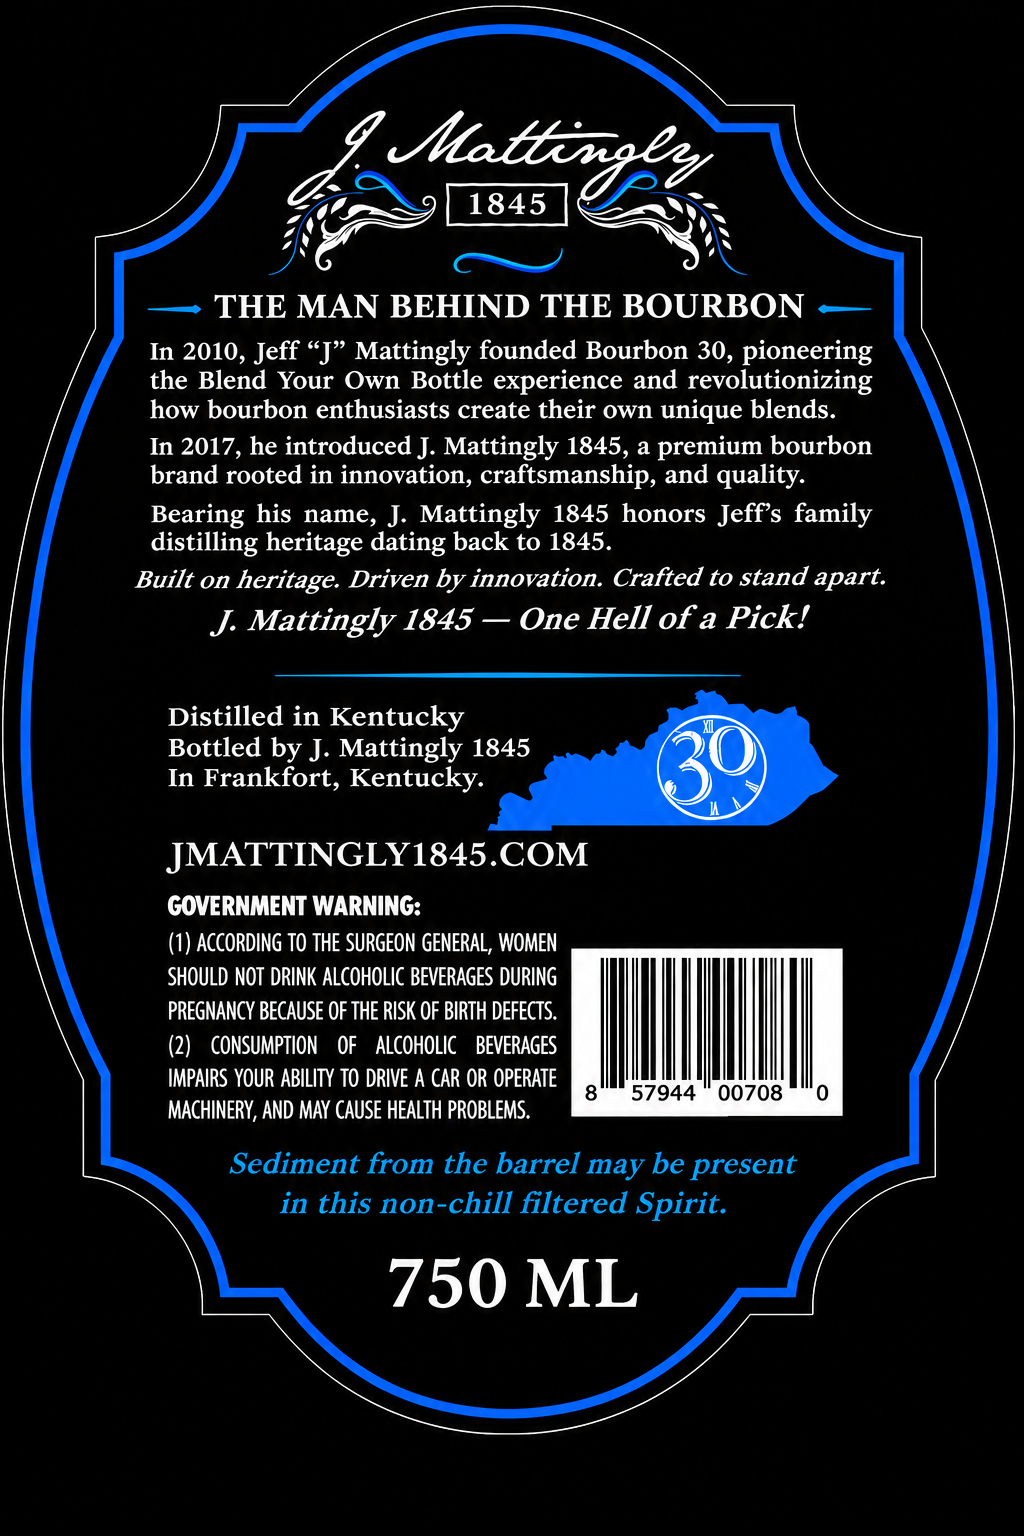 J. Mattingly
1845
THE MAN BEHIND THE BOURBON
In 2010, Jeff “J” Mattingly founded Bourbon 30, pioneering
the Blend Your Own Bottle experience and revolutionizing
how bourbon enthusiasts create their own unique blends.
In 2017, he introduced J. Mattingly 1845, a premium bourbon
brand rooted in innovation, craftsmanship, and quality.
Bearing his name, J. Mattingly 1845 honors Jeff’s family
distilling heritage dating back to 1845.
Built on heritage. Driven by innovation. Crafted to stand apart.
J. Mattingly 1845 — One Hell of a Pick!
Distilled in Kentucky
Bottled by J. Mattingly 1845
In Frankfort, Kentucky.
XII
30
VI V IV III
JMATTINGLY1845.COM
GOVERNMENT WARNING:
(1) ACCORDING TO THE SURGEON GENERAL, WOMEN
SHOULD NOT DRINK ALCOHOLIC BEVERAGES DURING
PREGNANCY BECAUSE OF THE RISK OF BIRTH DEFECTS.
(2) CONSUMPTION OF ALCOHOLIC BEVERAGES
IMPAIRS YOUR ABILITY TO DRIVE A CAR OR OPERATE
MACHINERY, AND MAY CAUSE HEALTH PROBLEMS.
8 57944 00708 0
Sediment from the barrel may be present
in this non-chill filtered Spirit.
750 ML